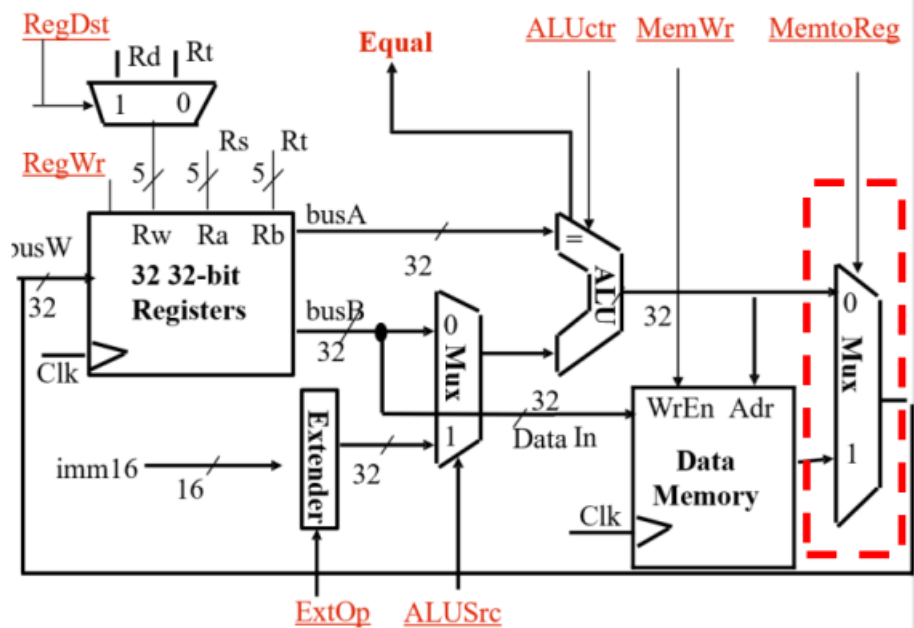 RegDst
Rd Rt
1 0
Equal
ALUctr
MemWr
MemtoReg
RegWr
5
5
Rs
5
Rt
busW
32
Rw Ra Rb
32 32-bit
Registers
Clk
busA
32
busB
32
0
Mux
1
=
ALU
32
32
Data In
WrEn Adr
Data
Memory
Clk
0
Mux
1
imm16
16
Extender
32
ExtOp
ALUSrc